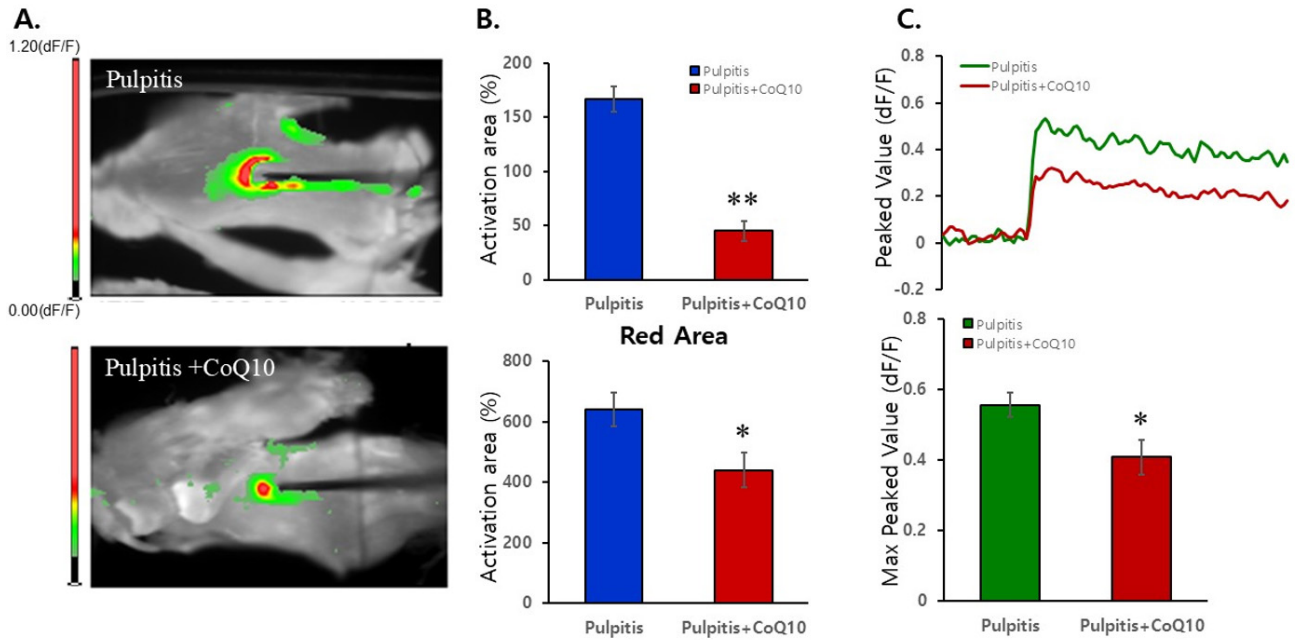 A.
1.20(dF/F)
Pulpitis
0.00(dF/F)
Pulpitis +CoQ10
B.
200
150
100
50
0
Activation area (%)
Pulpitis
Pulpitis+CoQ10
**
Pulpitis
Pulpitis+CoQ10
Red Area
800
600
400
200
0
Activation area (%)
*
Pulpitis
Pulpitis+CoQ10
C.
0.8
0.6
0.4
0.2
0
-0.2
Peaked Value (dF/F)
Pulpitis
Pulpitis+CoQ10
0.8
0.6
0.4
0.2
0
Max Peaked Value (dF/F)
Pulpitis
Pulpitis+CoQ10
*
Pulpitis
Pulpitis+CoQ10